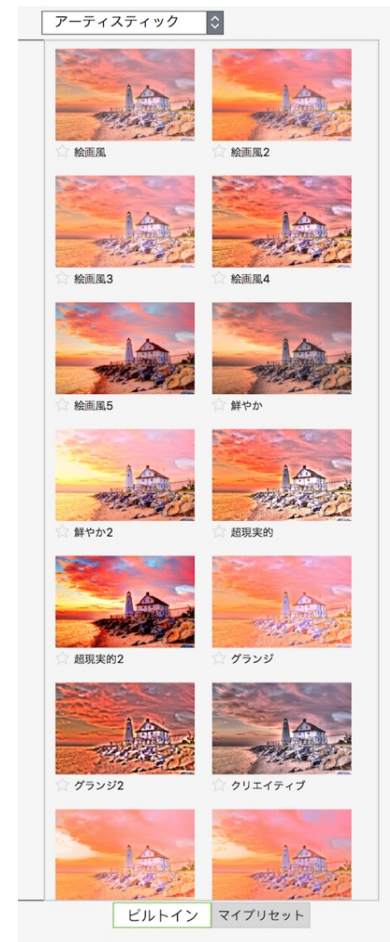 アーティスティック
絵画風
絵画風2
絵画風3
絵画風4
絵画風5
鮮やか
鮮やか2
超現実的
超現実的2
グランジ
グランジ2
クリエイティブ
ビルトイン
マイプリセット